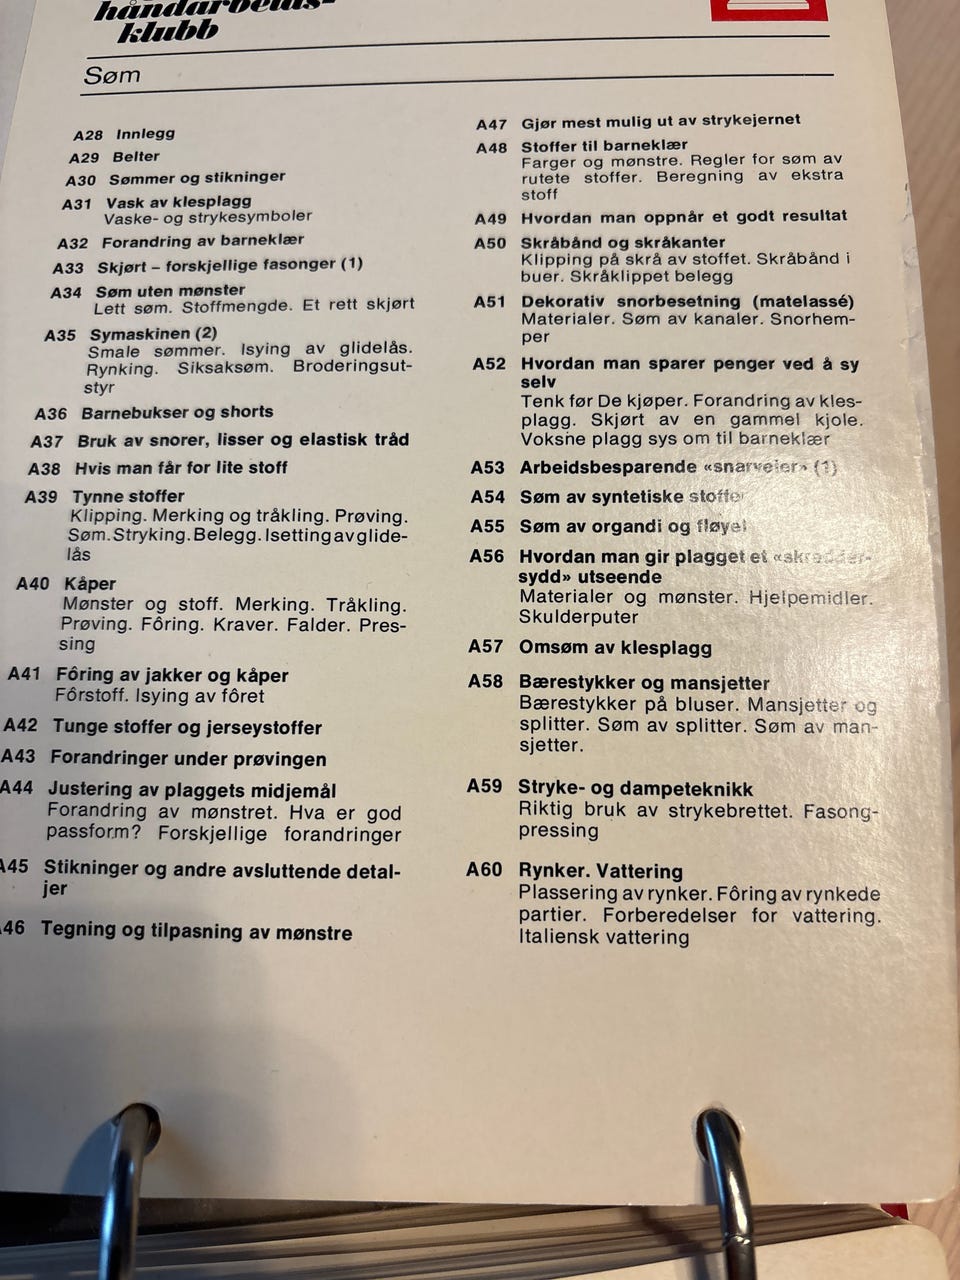 håndarbeids-
klubb
Søm
A28 Innlegg
A29 Belter
A30 Sømmer og stikninger
A31 Vask av klesplagg
Vaske- og strykesymboler
A32 Forandring av barneklær
A33 Skjørt – forskjellige fasonger (1)
A34 Søm uten mønster
Lett søm. Stoffmengde. Et rett skjørt
A35 Symaskinen (2)
Smale sømmer. Isying av glidelås.
Rynking. Siksaksøm. Broderingsut-
styr
A36 Barnebukser og shorts
A37 Bruk av snorer, lisser og elastisk tråd
A38 Hvis man får for lite stoff
A39 Tynne stoffer
Klipping. Merking og tråkling. Prøving.
Søm. Stryking. Belegg. Isetting av glide-
lås
A40 Kåper
Mønster og stoff. Merking. Tråkling.
Prøving. Fôring. Kraver. Falder. Pres-
sing
A41 Fôring av jakker og kåper
Fôrstoff. Isying av fôret
A42 Tunge stoffer og jerseystoffer
A43 Forandringer under prøvingen
A44 Justering av plaggets midjemål
Forandring av mønstret. Hva er god
passform? Forskjellige forandringer
A45 Stikninger og andre avsluttende detal-
jer
A46 Tegning og tilpasning av mønstre
A47 Gjør mest mulig ut av strykejernet
A48 Stoffer til barneklær
Farger og mønstre. Regler for søm av
rutete stoffer. Beregning av ekstra
stoff
A49 Hvordan man oppnår et godt resultat
A50 Skråbånd og skråkanter
Klipping på skrå av stoffet. Skråbånd i
buer. Skråklippet belegg
A51 Dekorativ snorbesetning (matelassé)
Materialer. Søm av kanaler. Snorhem-
per
A52 Hvordan man sparer penger ved å sy
selv
Tenk før De kjøper. Forandring av kles-
plagg. Skjørt av en gammel kjole.
Voksne plagg sys om til barneklær
A53 Arbeidsbesparende «snarveier» (1)
A54 Søm av syntetiske stoffer
A55 Søm av organdi og fløyel
A56 Hvordan man gir plagget et «skredder-
sydd» utseende
Materialer og mønster. Hjelpemidler.
Skulderputer
A57 Omsøm av klesplagg
A58 Bærestykker og mansjetter
Bærestykker på bluser. Mansjetter og
splitter. Søm av splitter. Søm av man-
sjetter.
A59 Stryke- og dampeteknikk
Riktig bruk av strykebrettet. Fasong-
pressing
A60 Rynker. Vattering
Plassering av rynker. Fôring av rynkede
partier. Forberedelser for vattering.
Italiensk vattering